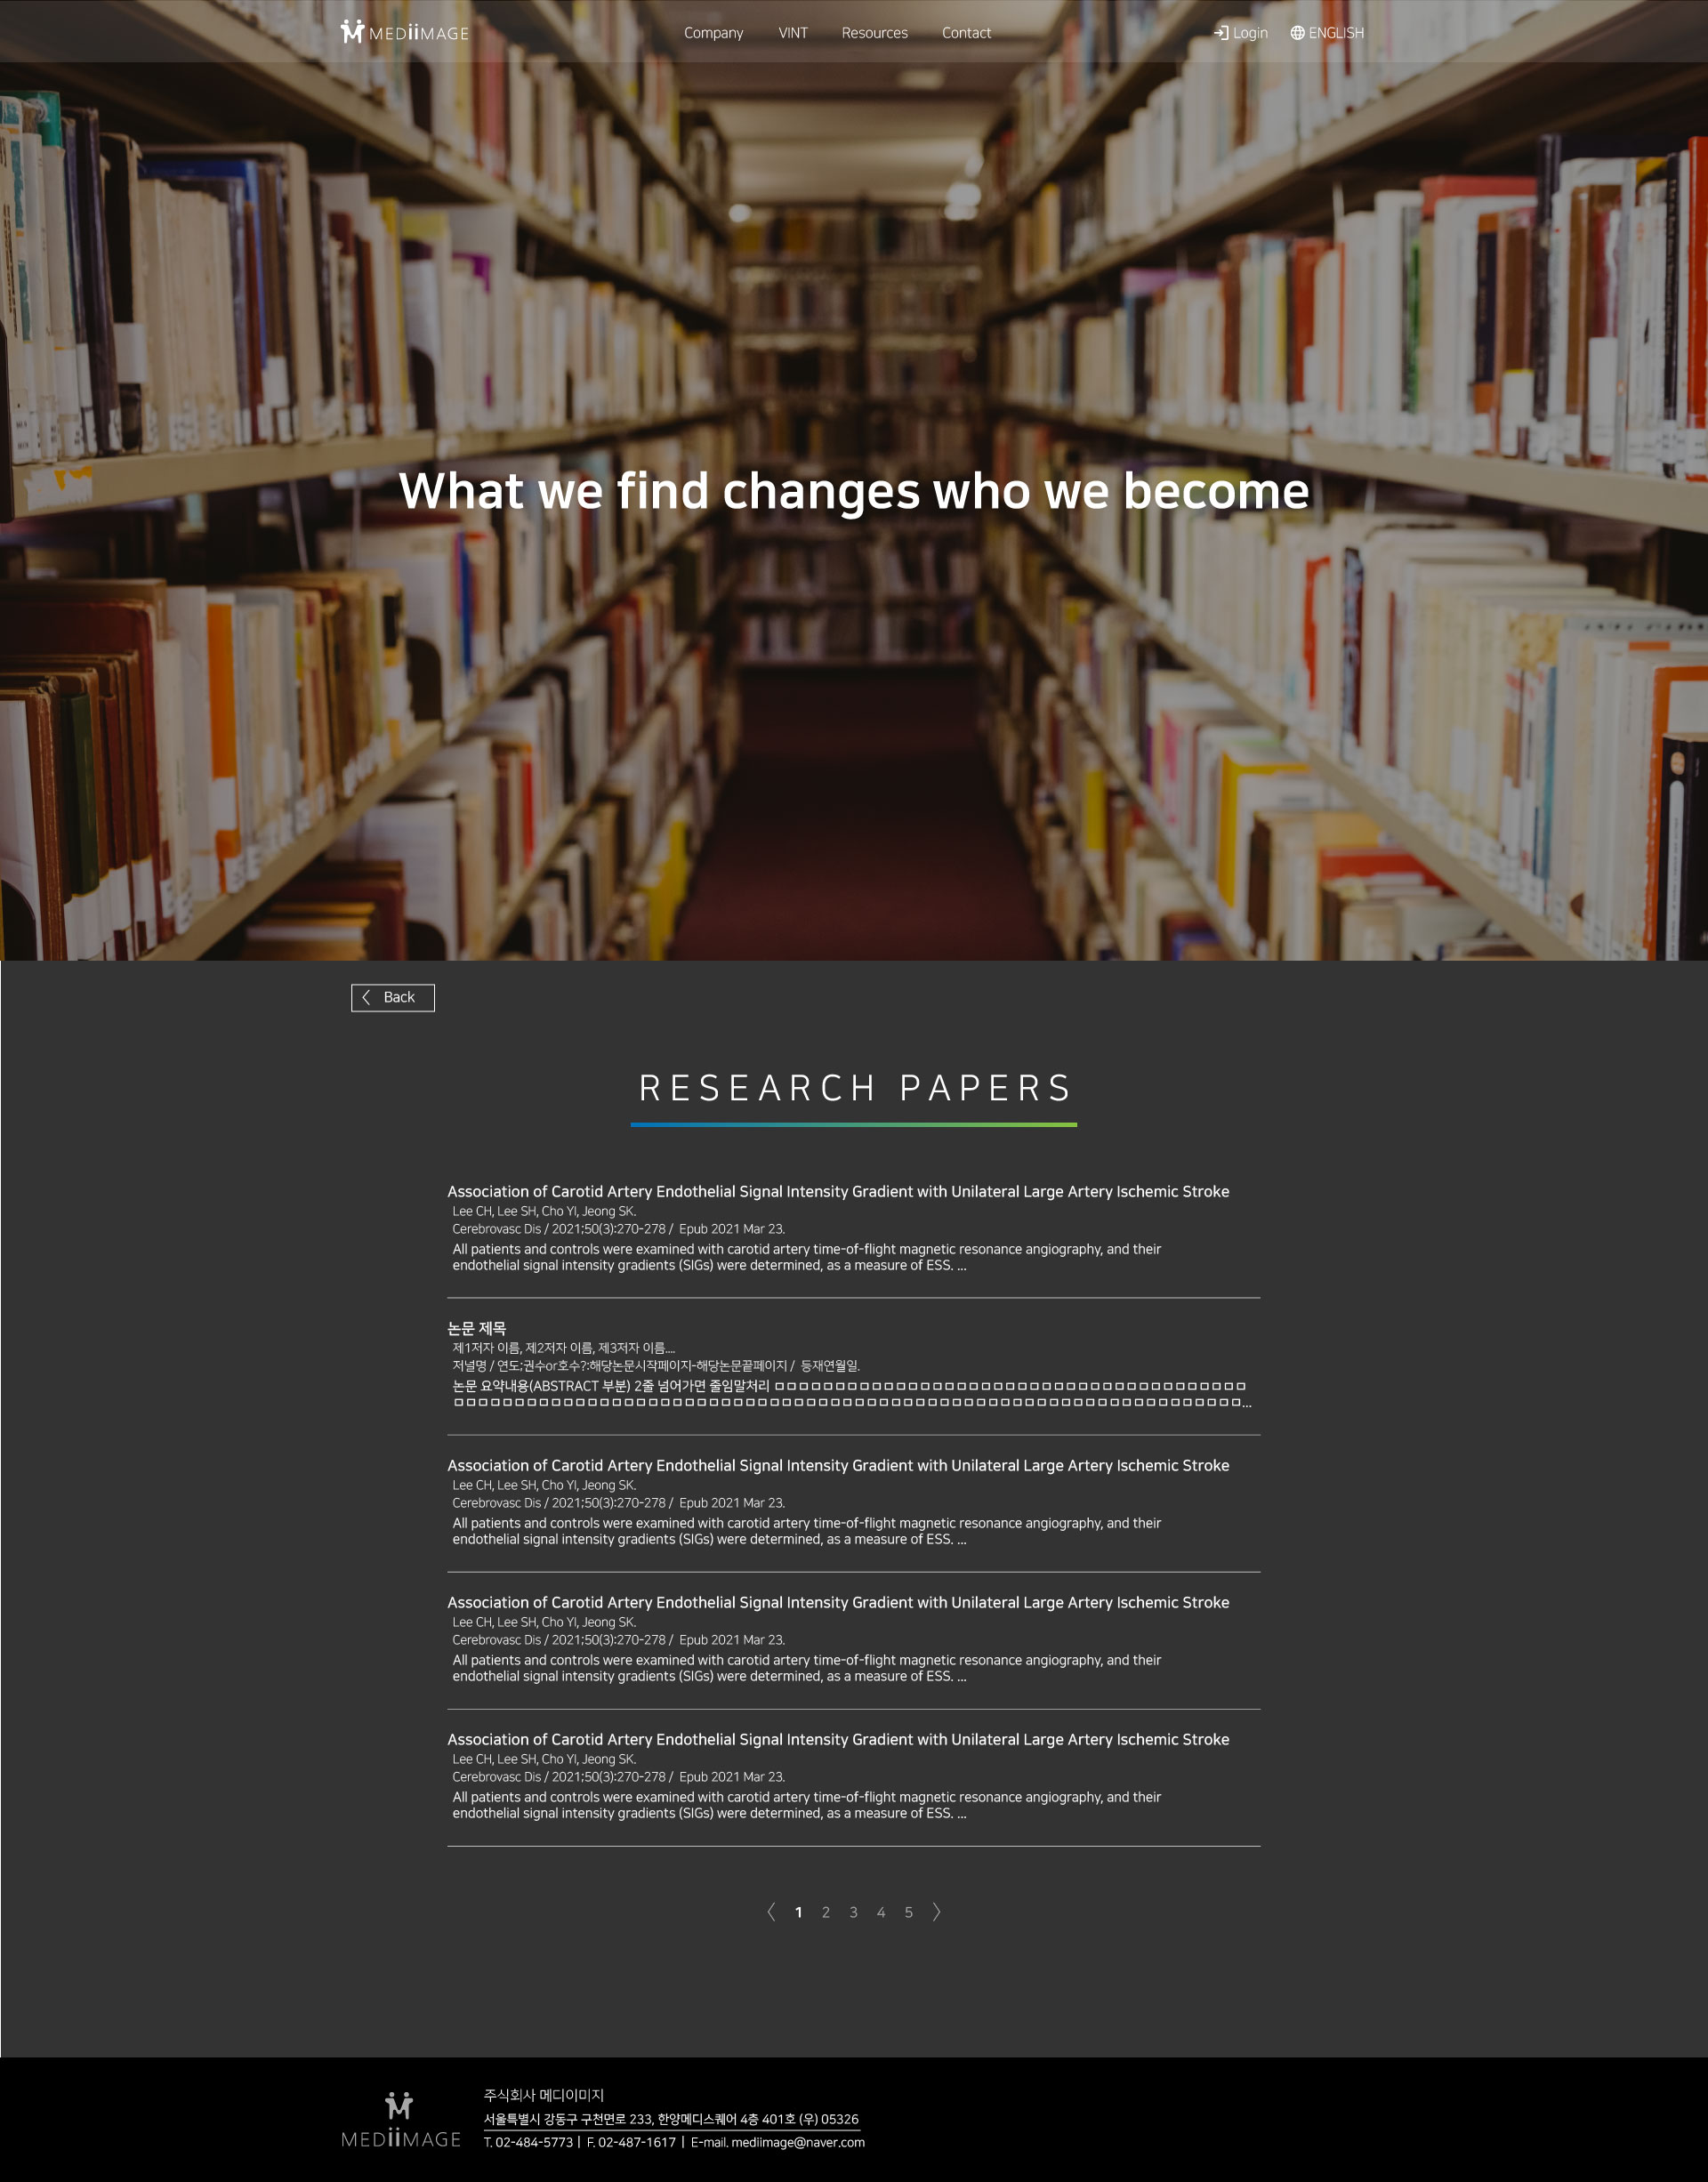 MEDiiMAGE
Company VINT Resources Contact
Login ENGLISH
What we find changes who we become
Back
RESEARCH PAPERS
Association of Carotid Artery Endothelial Signal Intensity Gradient with Unilateral Large Artery Ischemic Stroke
Lee CH, Lee SH, Cho YI, Jeong SK.
Cerebrovasc Dis / 2021;50(3):270-278 / Epub 2021 Mar 23.
All patients and controls were examined with carotid artery time-of-flight magnetic resonance angiography, and their
endothelial signal intensity gradients (SIGs) were determined, as a measure of ESS. ...
논문 제목
제1저자 이름, 제2저자 이름, 제3저자 이름....
저널명 / 연도;권수or호수?:해당논문시작페이지-해당논문끝페이지 / 등재연월일.
논문 요약내용(ABSTRACT 부분) 2줄 넘어가면 줄임말처리 ㅁㅁㅁㅁㅁㅁㅁㅁㅁㅁㅁㅁㅁㅁㅁㅁㅁㅁㅁㅁㅁㅁㅁㅁㅁㅁㅁㅁㅁㅁㅁㅁㅁㅁㅁㅁㅁㅁㅁ
ㅁㅁㅁㅁㅁㅁㅁㅁㅁㅁㅁㅁㅁㅁㅁㅁㅁㅁㅁㅁㅁㅁㅁㅁㅁㅁㅁㅁㅁㅁㅁㅁㅁㅁㅁㅁㅁㅁㅁㅁㅁㅁㅁㅁㅁㅁㅁㅁㅁㅁㅁㅁㅁㅁㅁㅁㅁㅁㅁㅁㅁㅁㅁㅁㅁ...
Association of Carotid Artery Endothelial Signal Intensity Gradient with Unilateral Large Artery Ischemic Stroke
Lee CH, Lee SH, Cho YI, Jeong SK.
Cerebrovasc Dis / 2021;50(3):270-278 / Epub 2021 Mar 23.
All patients and controls were examined with carotid artery time-of-flight magnetic resonance angiography, and their
endothelial signal intensity gradients (SIGs) were determined, as a measure of ESS. ...
Association of Carotid Artery Endothelial Signal Intensity Gradient with Unilateral Large Artery Ischemic Stroke
Lee CH, Lee SH, Cho YI, Jeong SK.
Cerebrovasc Dis / 2021;50(3):270-278 / Epub 2021 Mar 23.
All patients and controls were examined with carotid artery time-of-flight magnetic resonance angiography, and their
endothelial signal intensity gradients (SIGs) were determined, as a measure of ESS. ...
Association of Carotid Artery Endothelial Signal Intensity Gradient with Unilateral Large Artery Ischemic Stroke
Lee CH, Lee SH, Cho YI, Jeong SK.
Cerebrovasc Dis / 2021;50(3):270-278 / Epub 2021 Mar 23.
All patients and controls were examined with carotid artery time-of-flight magnetic resonance angiography, and their
endothelial signal intensity gradients (SIGs) were determined, as a measure of ESS. ...
1 2 3 4 5
MEDiiMAGE
주식회사 메디이미지
서울특별시 강동구 구천면로 233, 한양메디스퀘어 4층 401호 (우) 05326
T. 02-484-5773 | F. 02-487-1617 | E-mail. mediimage@naver.com